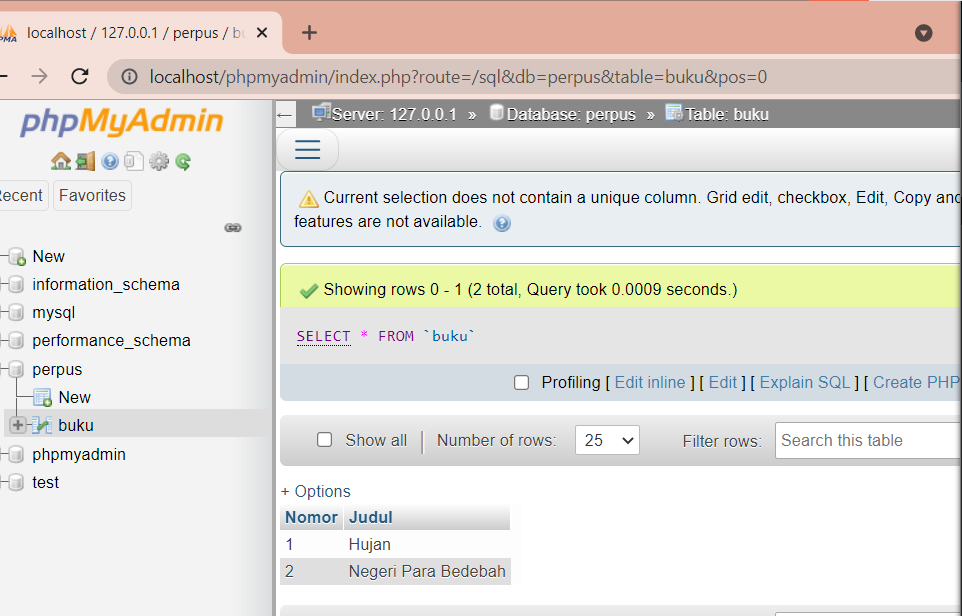 localhost / 127.0.0.1 / perpus / bu
localhost/phpmyadmin/index.php?route=/sql&db=perpus&table=buku&pos=0
phpMyAdmin
Server: 127.0.0.1 » Database: perpus » Table: buku
Recent Favorites
Current selection does not contain a unique column. Grid edit, checkbox, Edit, Copy and
features are not available.
New
information_schema
mysql
performance_schema
perpus
New
buku
phpmyadmin
test
Showing rows 0 - 1 (2 total, Query took 0.0009 seconds.)
SELECT * FROM `buku`
Profiling [ Edit inline ] [ Edit ] [ Explain SQL ] [ Create PHP
Show all | Number of rows: 25 Filter rows: Search this table
+ Options
Nomor Judul
1 Hujan
2 Negeri Para Bedebah